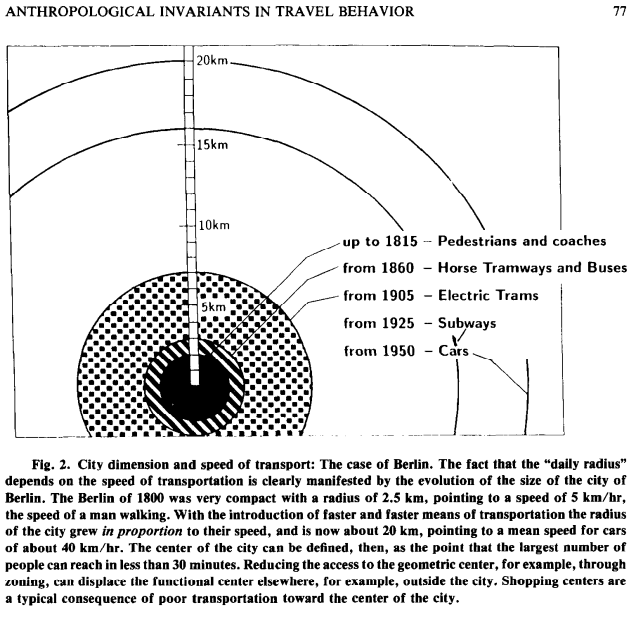 ANTHROPOLOGICAL INVARIANTS IN TRAVEL BEHAVIOR 77
20km
15km
10km
up to 1815 – Pedestrians and coaches
from 1860 – Horse Tramways and Buses
from 1905 – Electric Trams
5km
from 1925 – Subways
from 1950 – Cars
Fig. 2. City dimension and speed of transport: The case of Berlin. The fact that the “daily radius”
depends on the speed of transportation is clearly manifested by the evolution of the size of the city of
Berlin. The Berlin of 1800 was very compact with a radius of 2.5 km, pointing to a speed of 5 km/hr,
the speed of a man walking. With the introduction of faster and faster means of transportation the radius
of the city grew in proportion to their speed, and is now about 20 km, pointing to a mean speed for cars
of about 40 km/hr. The center of the city can be defined, then, as the point that the largest number of
people can reach in less than 30 minutes. Reducing the access to the geometric center, for example, through
zoning, can displace the functional center elsewhere, for example, outside the city. Shopping centers are
a typical consequence of poor transportation toward the center of the city.